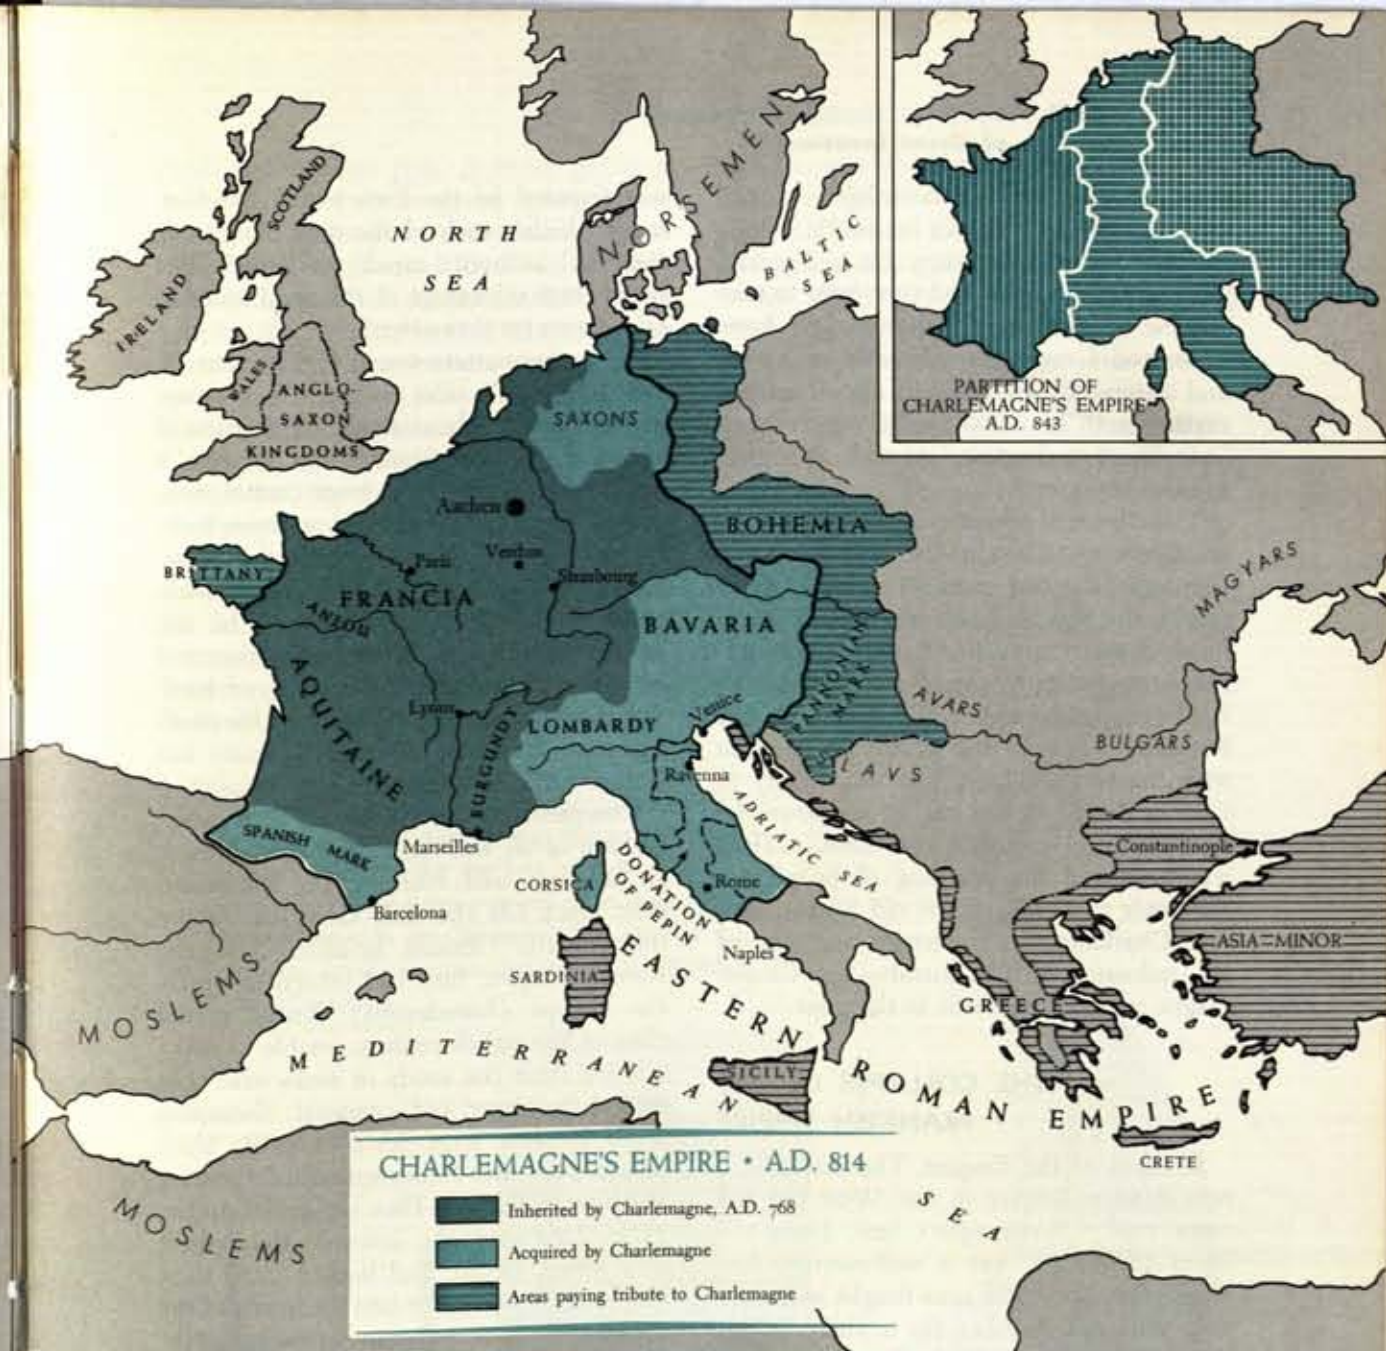 NORTH
SEA
NORSEMEN
BALTIC
SEA
SCOTLAND
IRELAND
WALES
ANGLO-
SAXON
KINGDOMS
SAXONS
Aachen
BOHEMIA
BRITTANY
Paris
Verdun
Strasbourg
FRANCIA
ANJOU
BAVARIA
AQUITAINE
PANNONIAN
MARK
MAGYARS
AVARS
BULGARS
SLAVS
Lyons
BURGUNDY
LOMBARDY
Venice
Ravenna
ADRIATIC SEA
SPANISH MARK
Marseilles
Barcelona
CORSICA
DONATION
OF PEPIN
Rome
Naples
SARDINIA
SICILY
Constantinople
ASIA MINOR
GREECE
CRETE
EASTERN ROMAN EMPIRE
MOSLEMS
MEDITERRANEAN SEA
MOSLEMS
PARTITION OF
CHARLEMAGNE'S EMPIRE
A.D. 843
CHARLEMAGNE'S EMPIRE • A.D. 814
Inherited by Charlemagne, A.D. 768
Acquired by Charlemagne
Areas paying tribute to Charlemagne